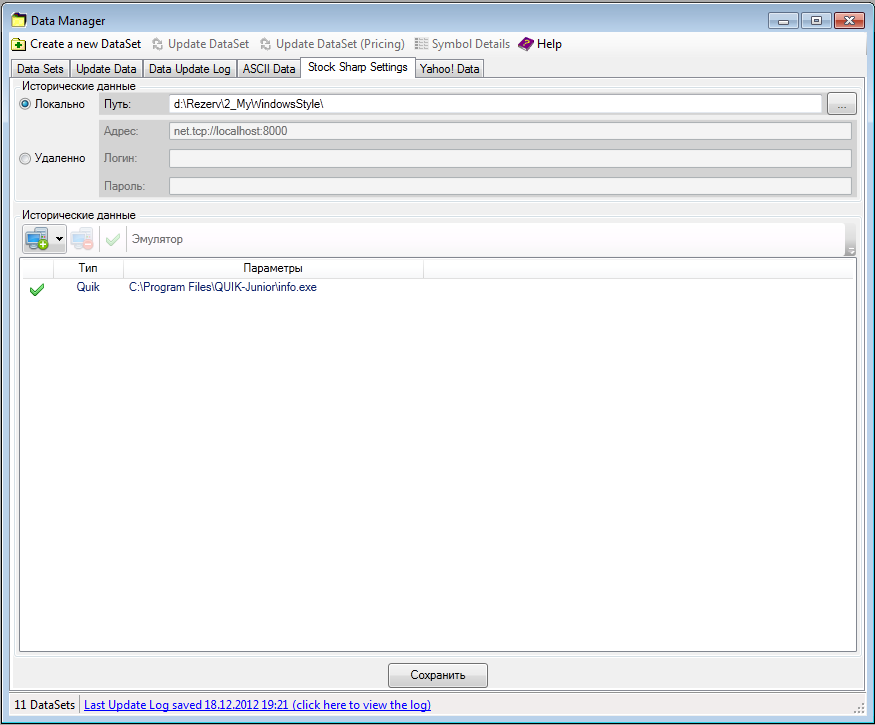 Data Manager
Create a new DataSet Update DataSet Update DataSet (Pricing) Symbol Details Help
Data Sets Update Data Data Update Log ASCII Data Stock Sharp Settings Yahoo! Data
Исторические данные
Локально Путь: d:\Rezerv\2_MyWindowsStyle\ ...
Адрес: net.tcp://localhost:8000
Удаленно Логин:
Пароль:
Исторические данные
Эмулятор
Тип Параметры
Quik C:\Program Files\QUIK-Junior\info.exe
Сохранить
11 DataSets Last Update Log saved 18.12.2012 19:21 (click here to view the log)